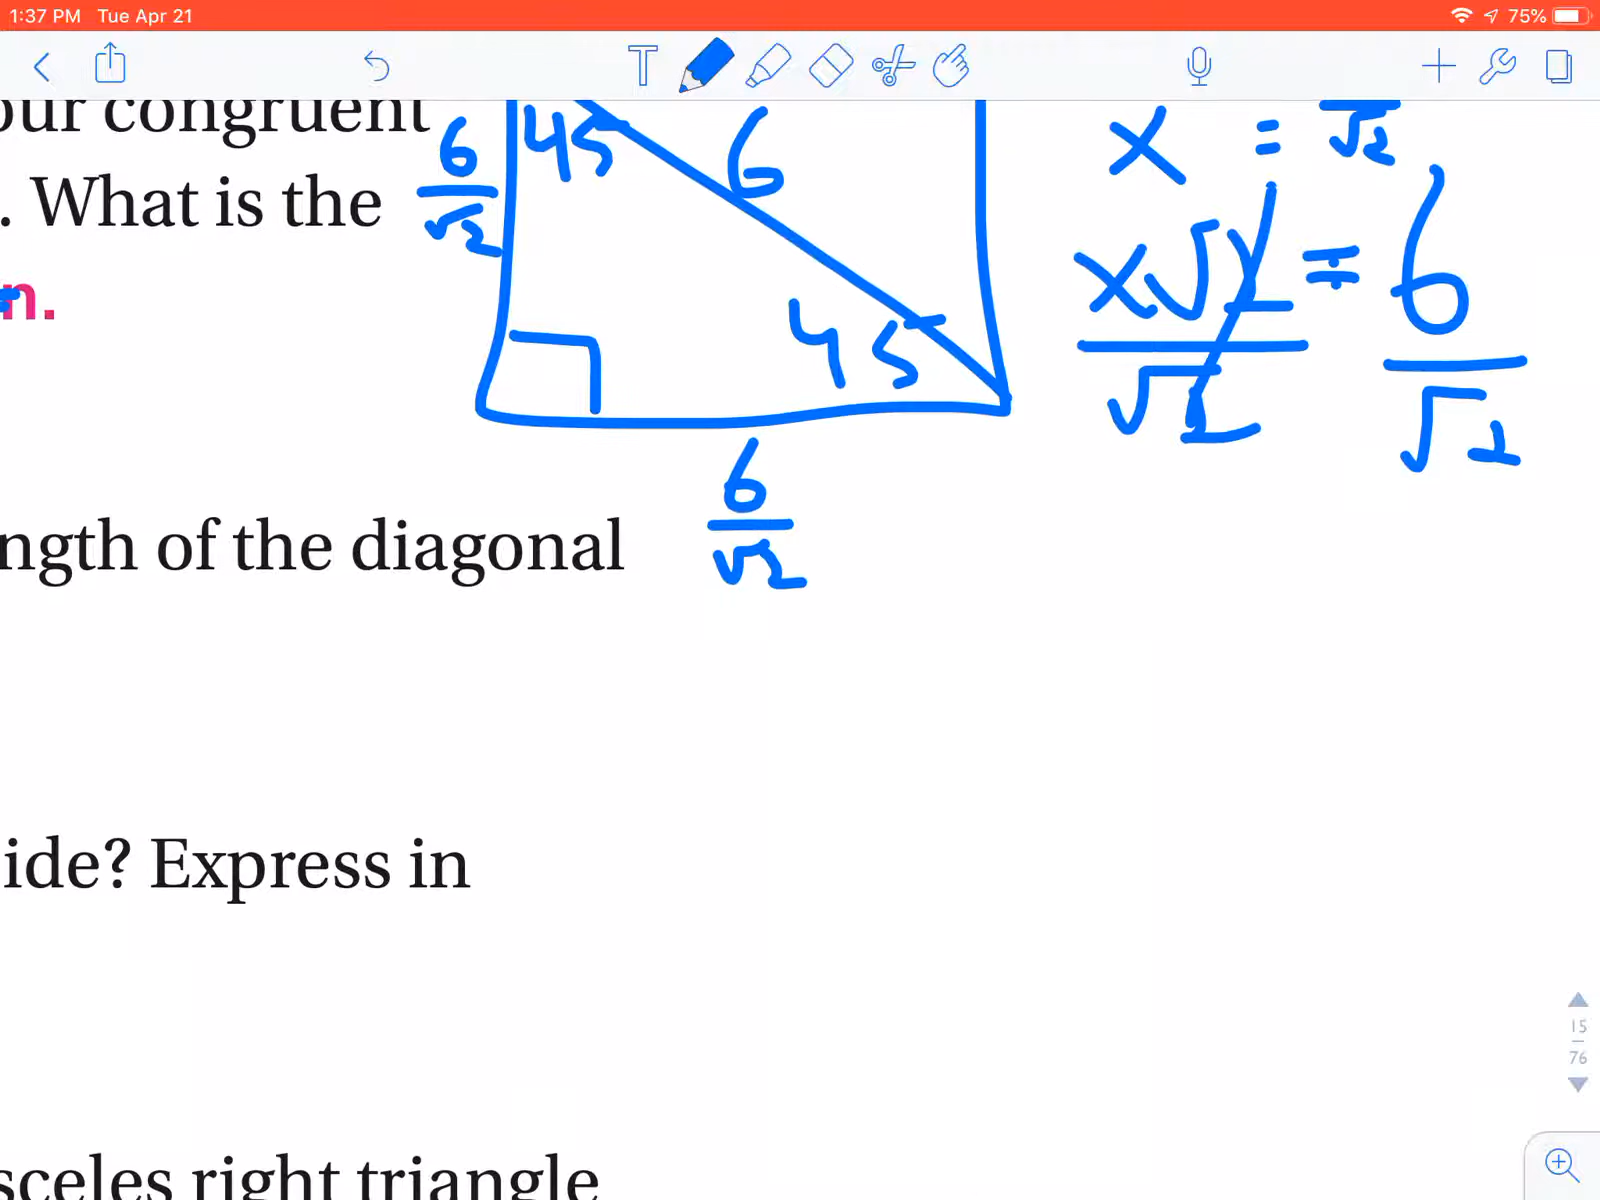 1:37 PM Tue Apr 21 75%
T
our congruent
. What is the
n.
6
√2
45
6
45
6
√2
x = 
√2
x√2 = 6
√2 √2
ngth of the diagonal
ide? Express in
sceles right triangle
15
76